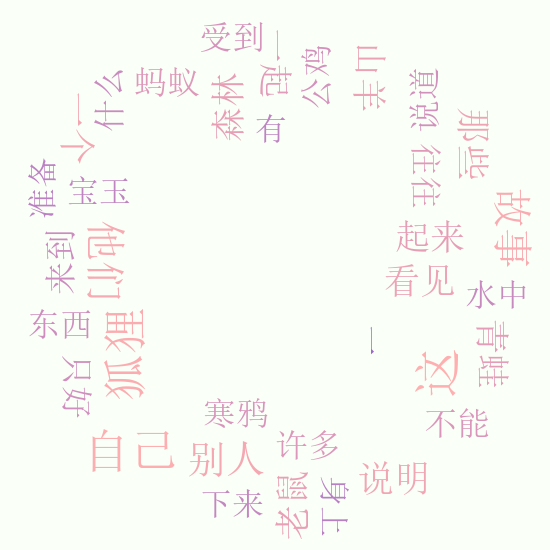 受到
一起
公鸡
山羊
什么
蚂蚁
森林
有
说道
那些
一个
往往
准备
宝玉
故事
来到
他们
起来
看见
水中
东西
狐狸
一
青蛙
只好
这
寒鸦
不能
自己
别人
许多
说明
下来
老鼠
身上